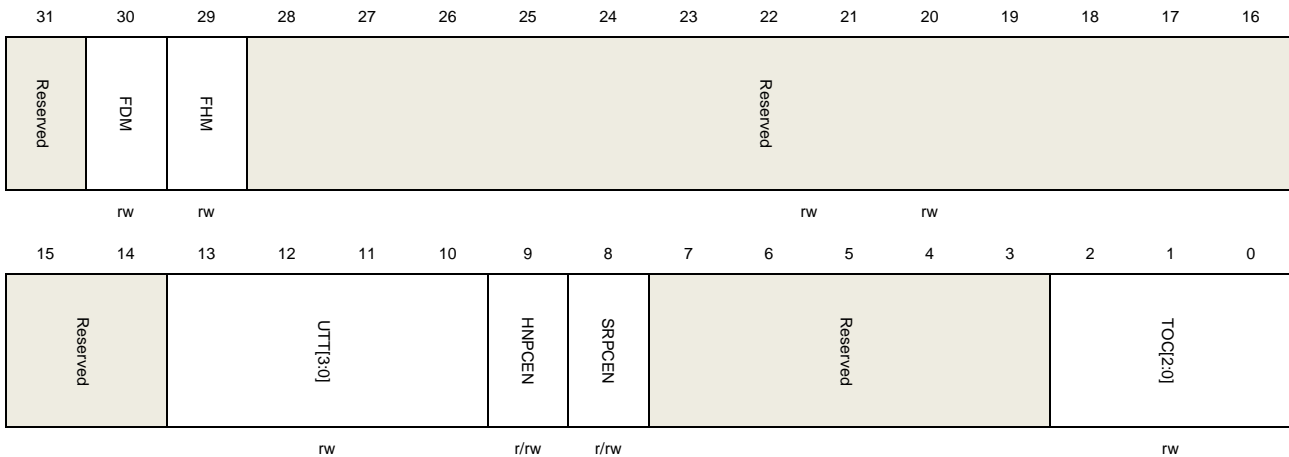 31 30 29 28 27 26 25 24 23 22 21 20 19 18 17 16
Reserved FDM FHM Reserved
rw rw rw rw
15 14 13 12 11 10 9 8 7 6 5 4 3 2 1 0
Reserved UTT[3:0] HNPCEN SRPCEN Reserved TOC[2:0]
rw r/rw r/rw rw